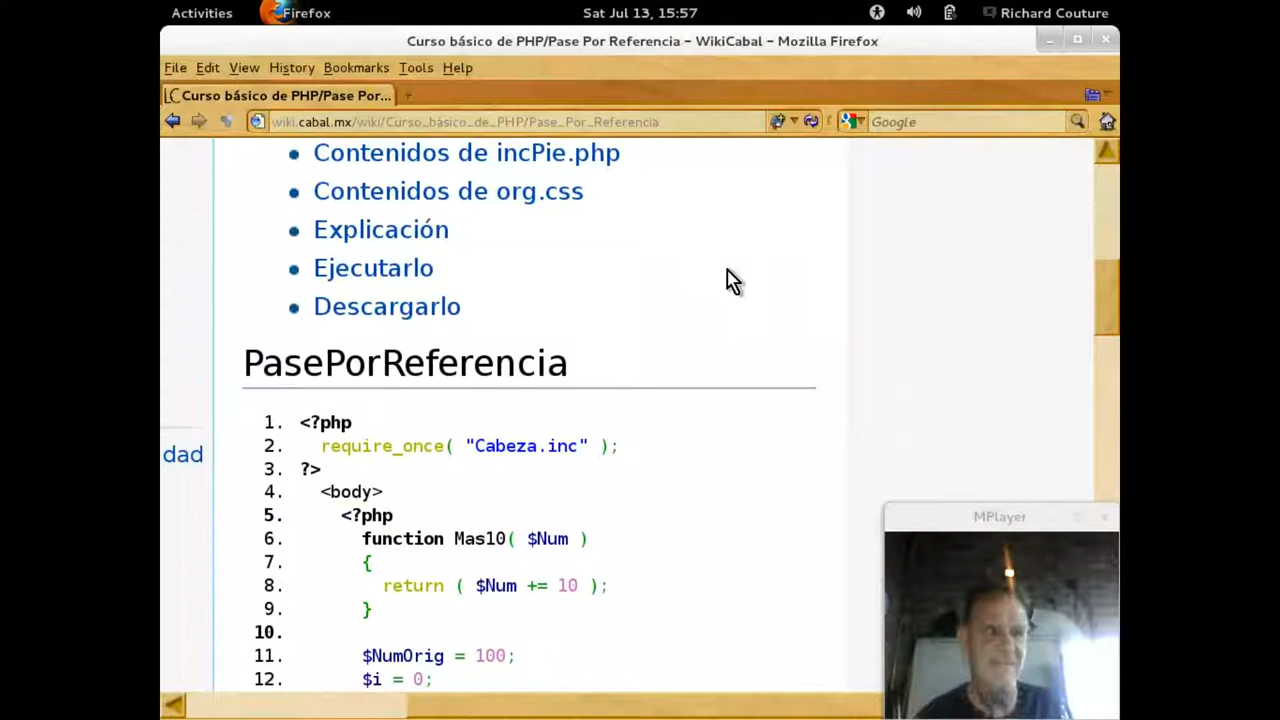 Activities Firefox Sat Jul 13, 15:57 Richard Couture
Curso básico de PHP/Pase Por Referencia - WikiCabal - Mozilla Firefox
File Edit View History Bookmarks Tools Help
Curso básico de PHP/Pase Por...
wiki.cabal.mx/wiki/Curso_básico_de_PHP/Pase_Por_Referencia Google
Contenidos de incPie.php
Contenidos de org.css
Explicación
Ejecutarlo
Descargarlo
PasePorReferencia
1. <?php
2. require_once( "Cabeza.inc" );
dad
3. ?>
4. <body>
5. <?php
6. function Mas10( $Num )
7. {
8. return ( $Num += 10 );
9. }
10.
11. $NumOrig = 100;
12. $i = 0;
MPlayer